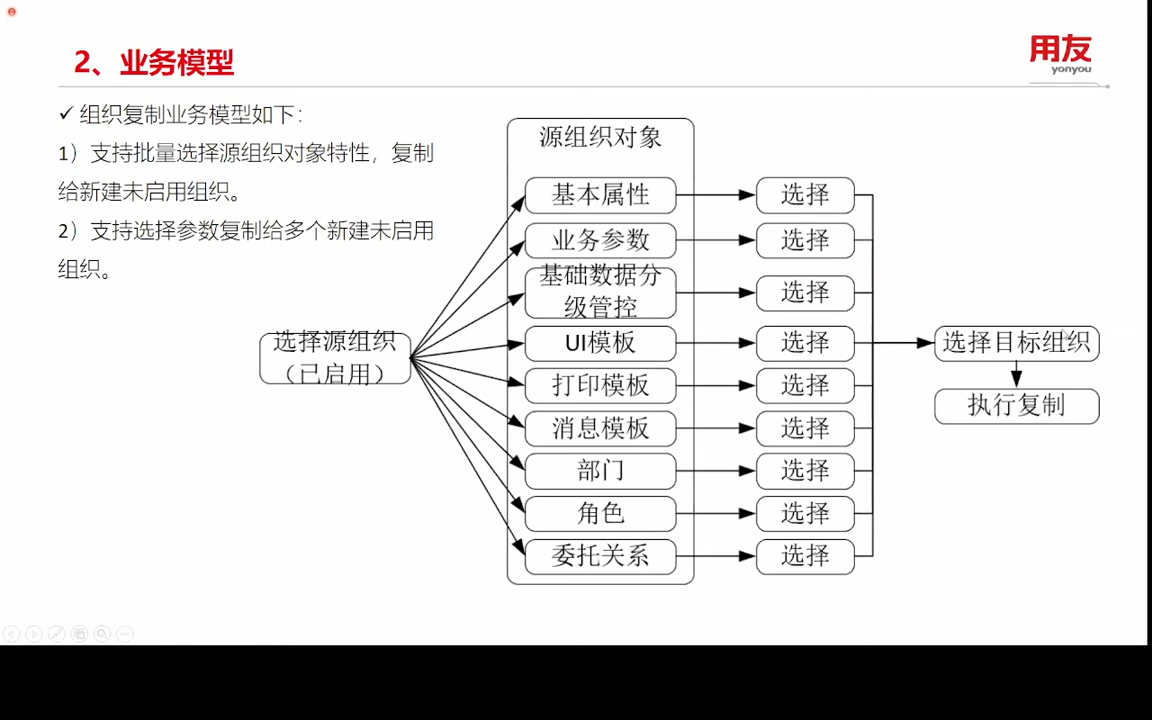 2、业务模型
用友
yonyou
✓ 组织复制业务模型如下：
1）支持批量选择源组织对象特性，复制
给新建未启用组织。
2）支持选择参数复制给多个新建未启用
组织。
选择源组织
（已启用）
源组织对象
基本属性
选择
业务参数
选择
基础数据分
级管控
选择
UI模板
选择
打印模板
选择
消息模板
选择
部门
选择
角色
选择
委托关系
选择
选择目标组织
执行复制